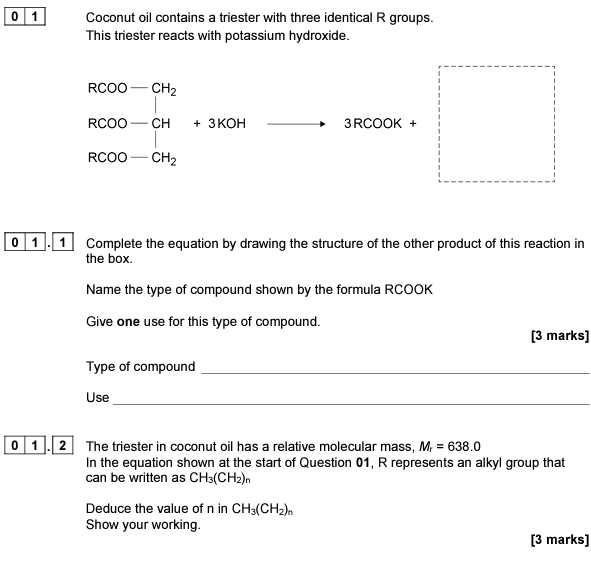 0 1 Coconut oil contains a triester with three identical R groups.
This triester reacts with potassium hydroxide.
RCOO — CH₂
RCOO — CH + 3 KOH ⟶ 3 RCOOK +
RCOO — CH₂
0 1 . 1 Complete the equation by drawing the structure of the other product of this reaction in
the box.
Name the type of compound shown by the formula RCOOK
Give one use for this type of compound.
[3 marks]
Type of compound
Use
0 1 . 2 The triester in coconut oil has a relative molecular mass, Mᵣ = 638.0
In the equation shown at the start of Question 01, R represents an alkyl group that
can be written as CH₃(CH₂)ₙ
Deduce the value of n in CH₃(CH₂)ₙ
Show your working.
[3 marks]